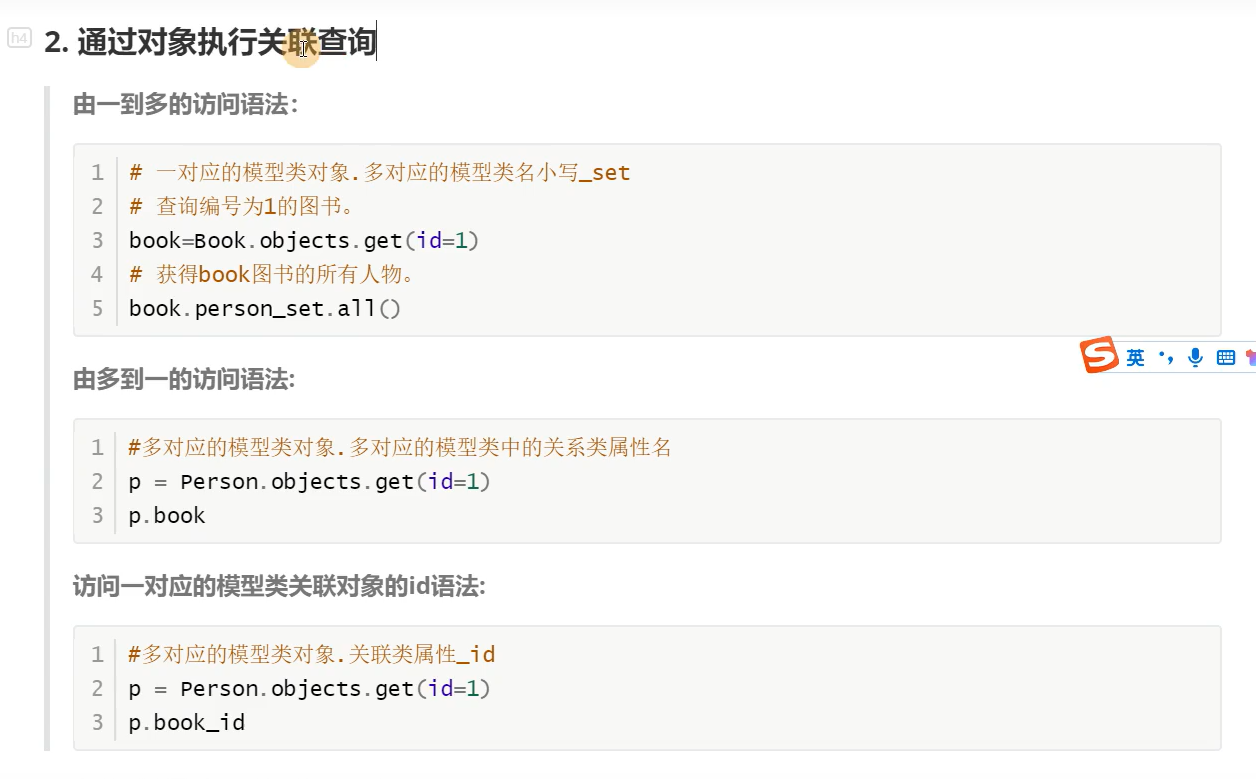 h4
2. 通过对象执行关联查询
由一到多的访问语法：
1 # 一对应的模型类对象.多对应的模型类名小写_set
2 # 查询编号为1的图书。
3 book=Book.objects.get(id=1)
4 # 获得book图书的所有人物。
5 book.person_set.all()
S 英 •,
由多到一的访问语法:
1 #多对应的模型类对象.多对应的模型类中的关系类属性名
2 p = Person.objects.get(id=1)
3 p.book
访问一对应的模型类关联对象的id语法:
1 #多对应的模型类对象.关联类属性_id
2 p = Person.objects.get(id=1)
3 p.book_id